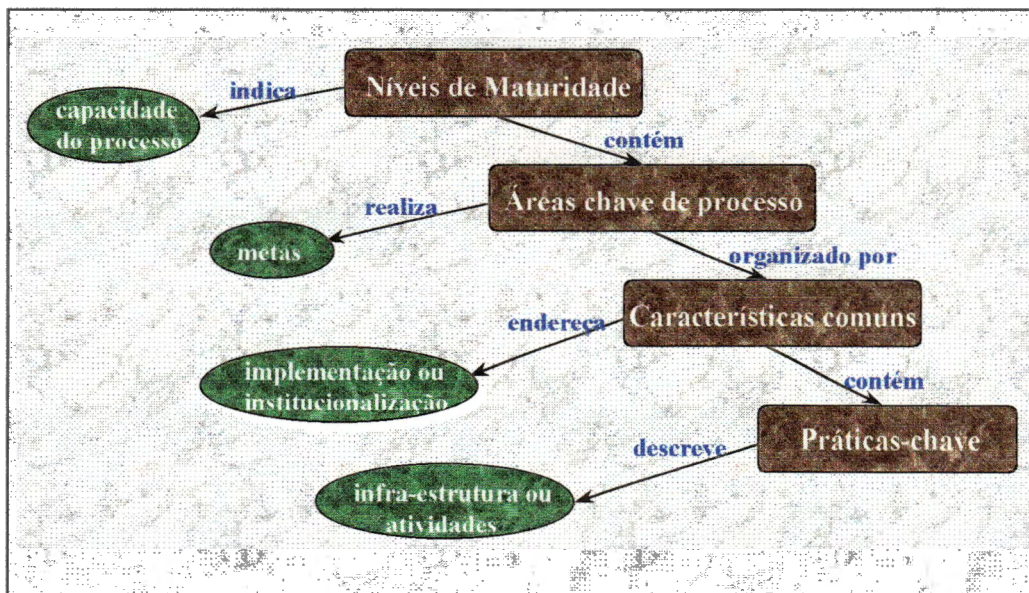 Níveis de Maturidade
indica
capacidade
do processo
contém
Áreas chave de processo
realiza
metas
organizado por
Características comuns
endereça
implementação ou
institucionalização
contém
Práticas-chave
descreve
infra-estrutura ou
atividades